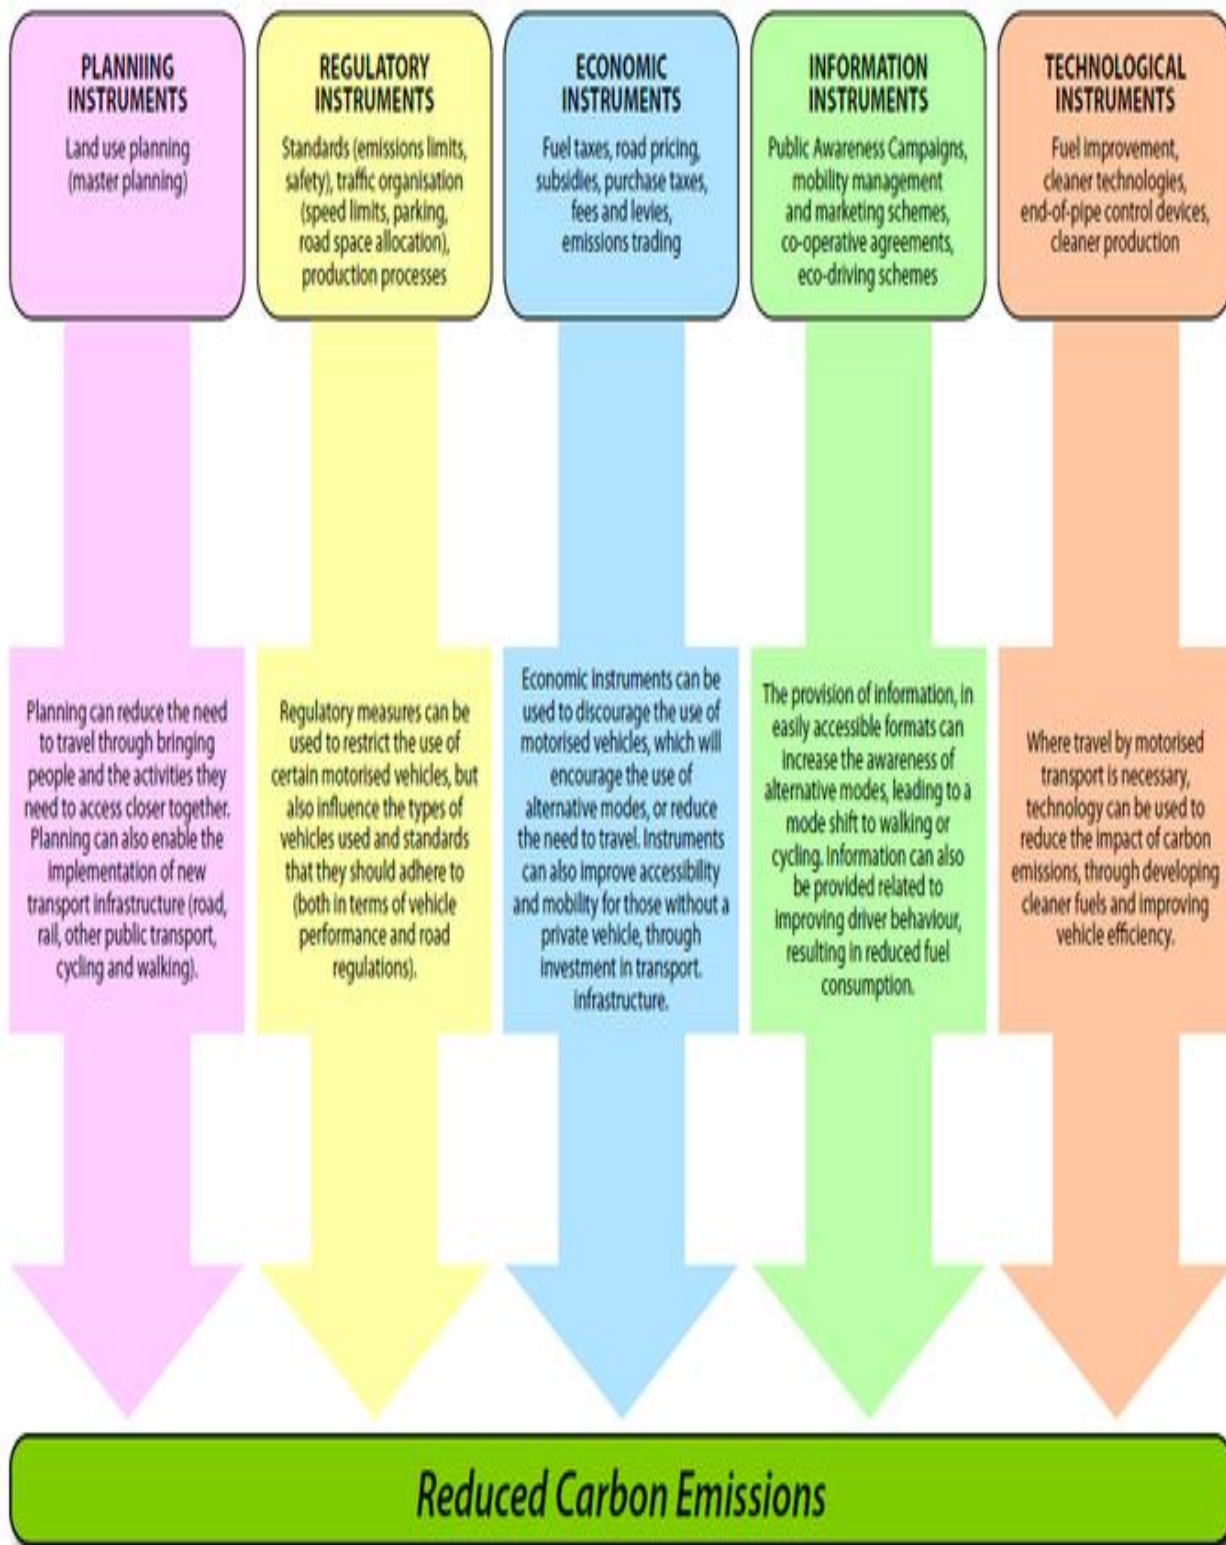 PLANNIING
INSTRUMENTS
Land use planning
(master planning)
REGULATORY
INSTRUMENTS
Standards (emissions limits,
safety), traffic organisation
(speed limits, parking,
road space allocation),
production processes
ECONOMIC
INSTRUMENTS
Fuel taxes, road pricing,
subsidies, purchase taxes,
fees and levies,
emissions trading
INFORMATION
INSTRUMENTS
Public Awareness Campaigns,
mobility management
and marketing schemes,
co-operative agreements,
eco-driving schemes
TECHNOLOGICAL
INSTRUMENTS
Fuel improvement,
cleaner technologies,
end-of-pipe control devices,
cleaner production
Planning can reduce the need
to travel through bringing
people and the activities they
need to access closer together.
Planning can also enable the
implementation of new
transport infrastructure (road,
rail, other public transport,
cycling and walking).
Regulatory measures can be
used to restrict the use of
certain motorised vehicles, but
also influence the types of
vehicles used and standards
that they should adhere to
(both in terms of vehicle
performance and road
regulations).
Economic instruments can be
used to discourage the use of
motorised vehicles, which will
encourage the use of
alternative modes, or reduce
the need to travel. Instruments
can also improve accessibility
and mobility for those without a
private vehicle, through
investment in transport.
infrastructure.
The provision of information, in
easily accessible formats can
increase the awareness of
alternative modes, leading to a
mode shift to walking or
cycling. Information can also
be provided related to
improving driver behaviour,
resulting in reduced fuel
consumption.
Where travel by motorised
transport is necessary,
technology can be used to
reduce the impact of carbon
emissions, through developing
cleaner fuels and improving
vehicle efficiency.
Reduced Carbon Emissions